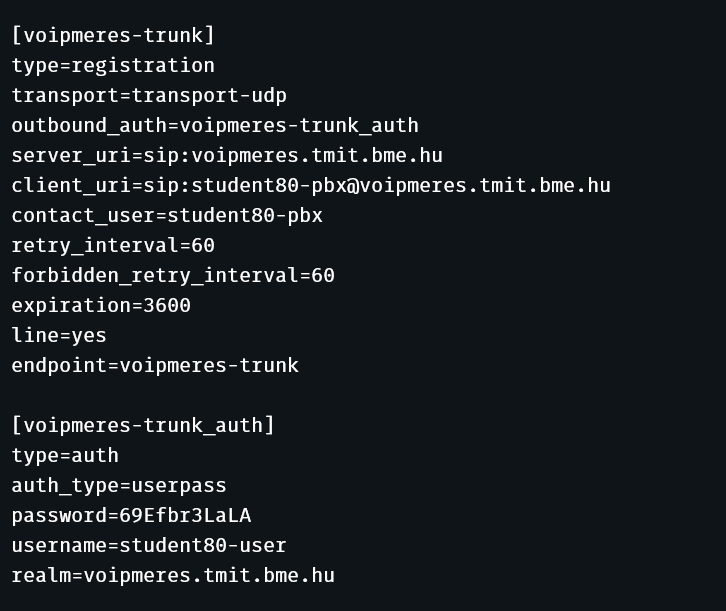 [voipmeres-trunk]
type=registration
transport=transport-udp
outbound_auth=voipmeres-trunk_auth
server_uri=sip:voipmeres.tmit.bme.hu
client_uri=sip:student80-pbx@voipmeres.tmit.bme.hu
contact_user=student80-pbx
retry_interval=60
forbidden_retry_interval=60
expiration=3600
line=yes
endpoint=voipmeres-trunk

[voipmeres-trunk_auth]
type=auth
auth_type=userpass
password=69Efbr3LaLA
username=student80-user
realm=voipmeres.tmit.bme.hu